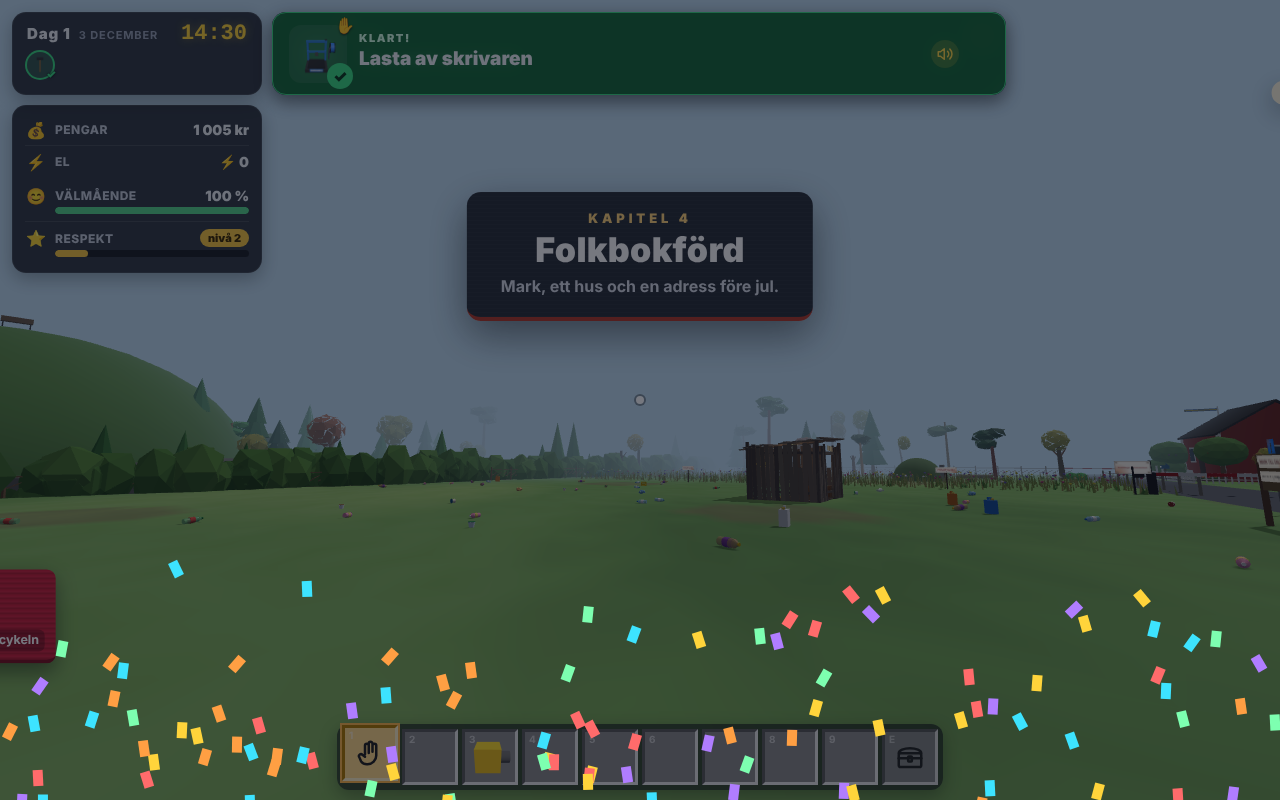 Dag 1 3 DECEMBER 14:30
KLART!
Lasta av skrivaren
PENGAR 1 005 kr
EL 0
VÄLMÅENDE 100 %
RESPEKT nivå 2
KAPITEL 4
Folkbokförd
Mark, ett hus och en adress före jul.
cykeln
2 3 4 6 8 9 E